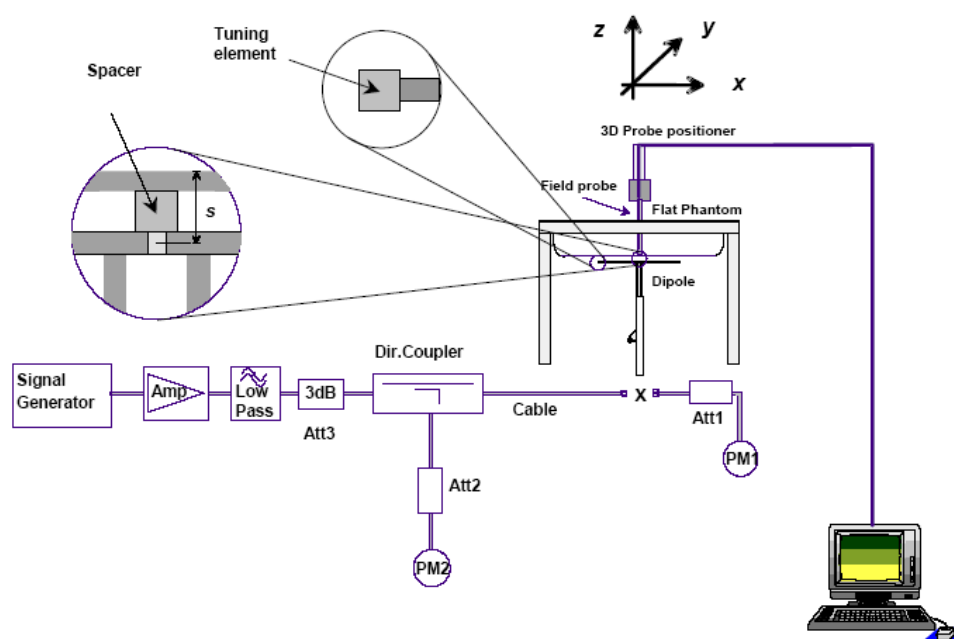 Tuning
element
Spacer
z
y
x
3D Probe positioner
Field probe
Flat Phantom
s
Dipole
Dir.Coupler
Signal
Generator
Amp
Low
Pass
3dB
Att3
Cable
X
Att1
PM1
Att2
PM2